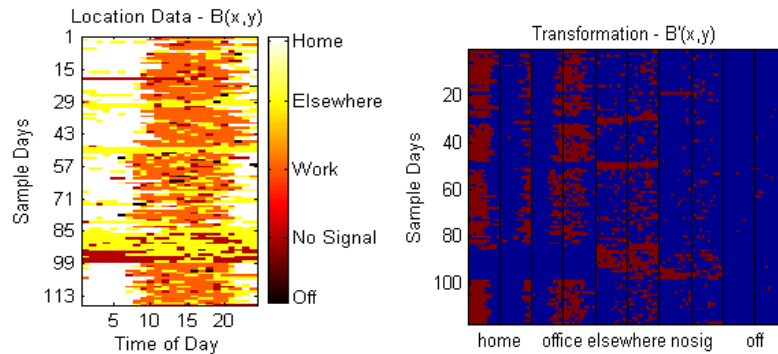 Location Data - B(x,y)
Sample Days
1
15
29
43
57
71
85
99
113
5 10 15 20
Time of Day
Home
Elsewhere
Work
No Signal
Off
Transformation - B'(x,y)
Sample Days
20
40
60
80
100
home office elsewhere nosig off